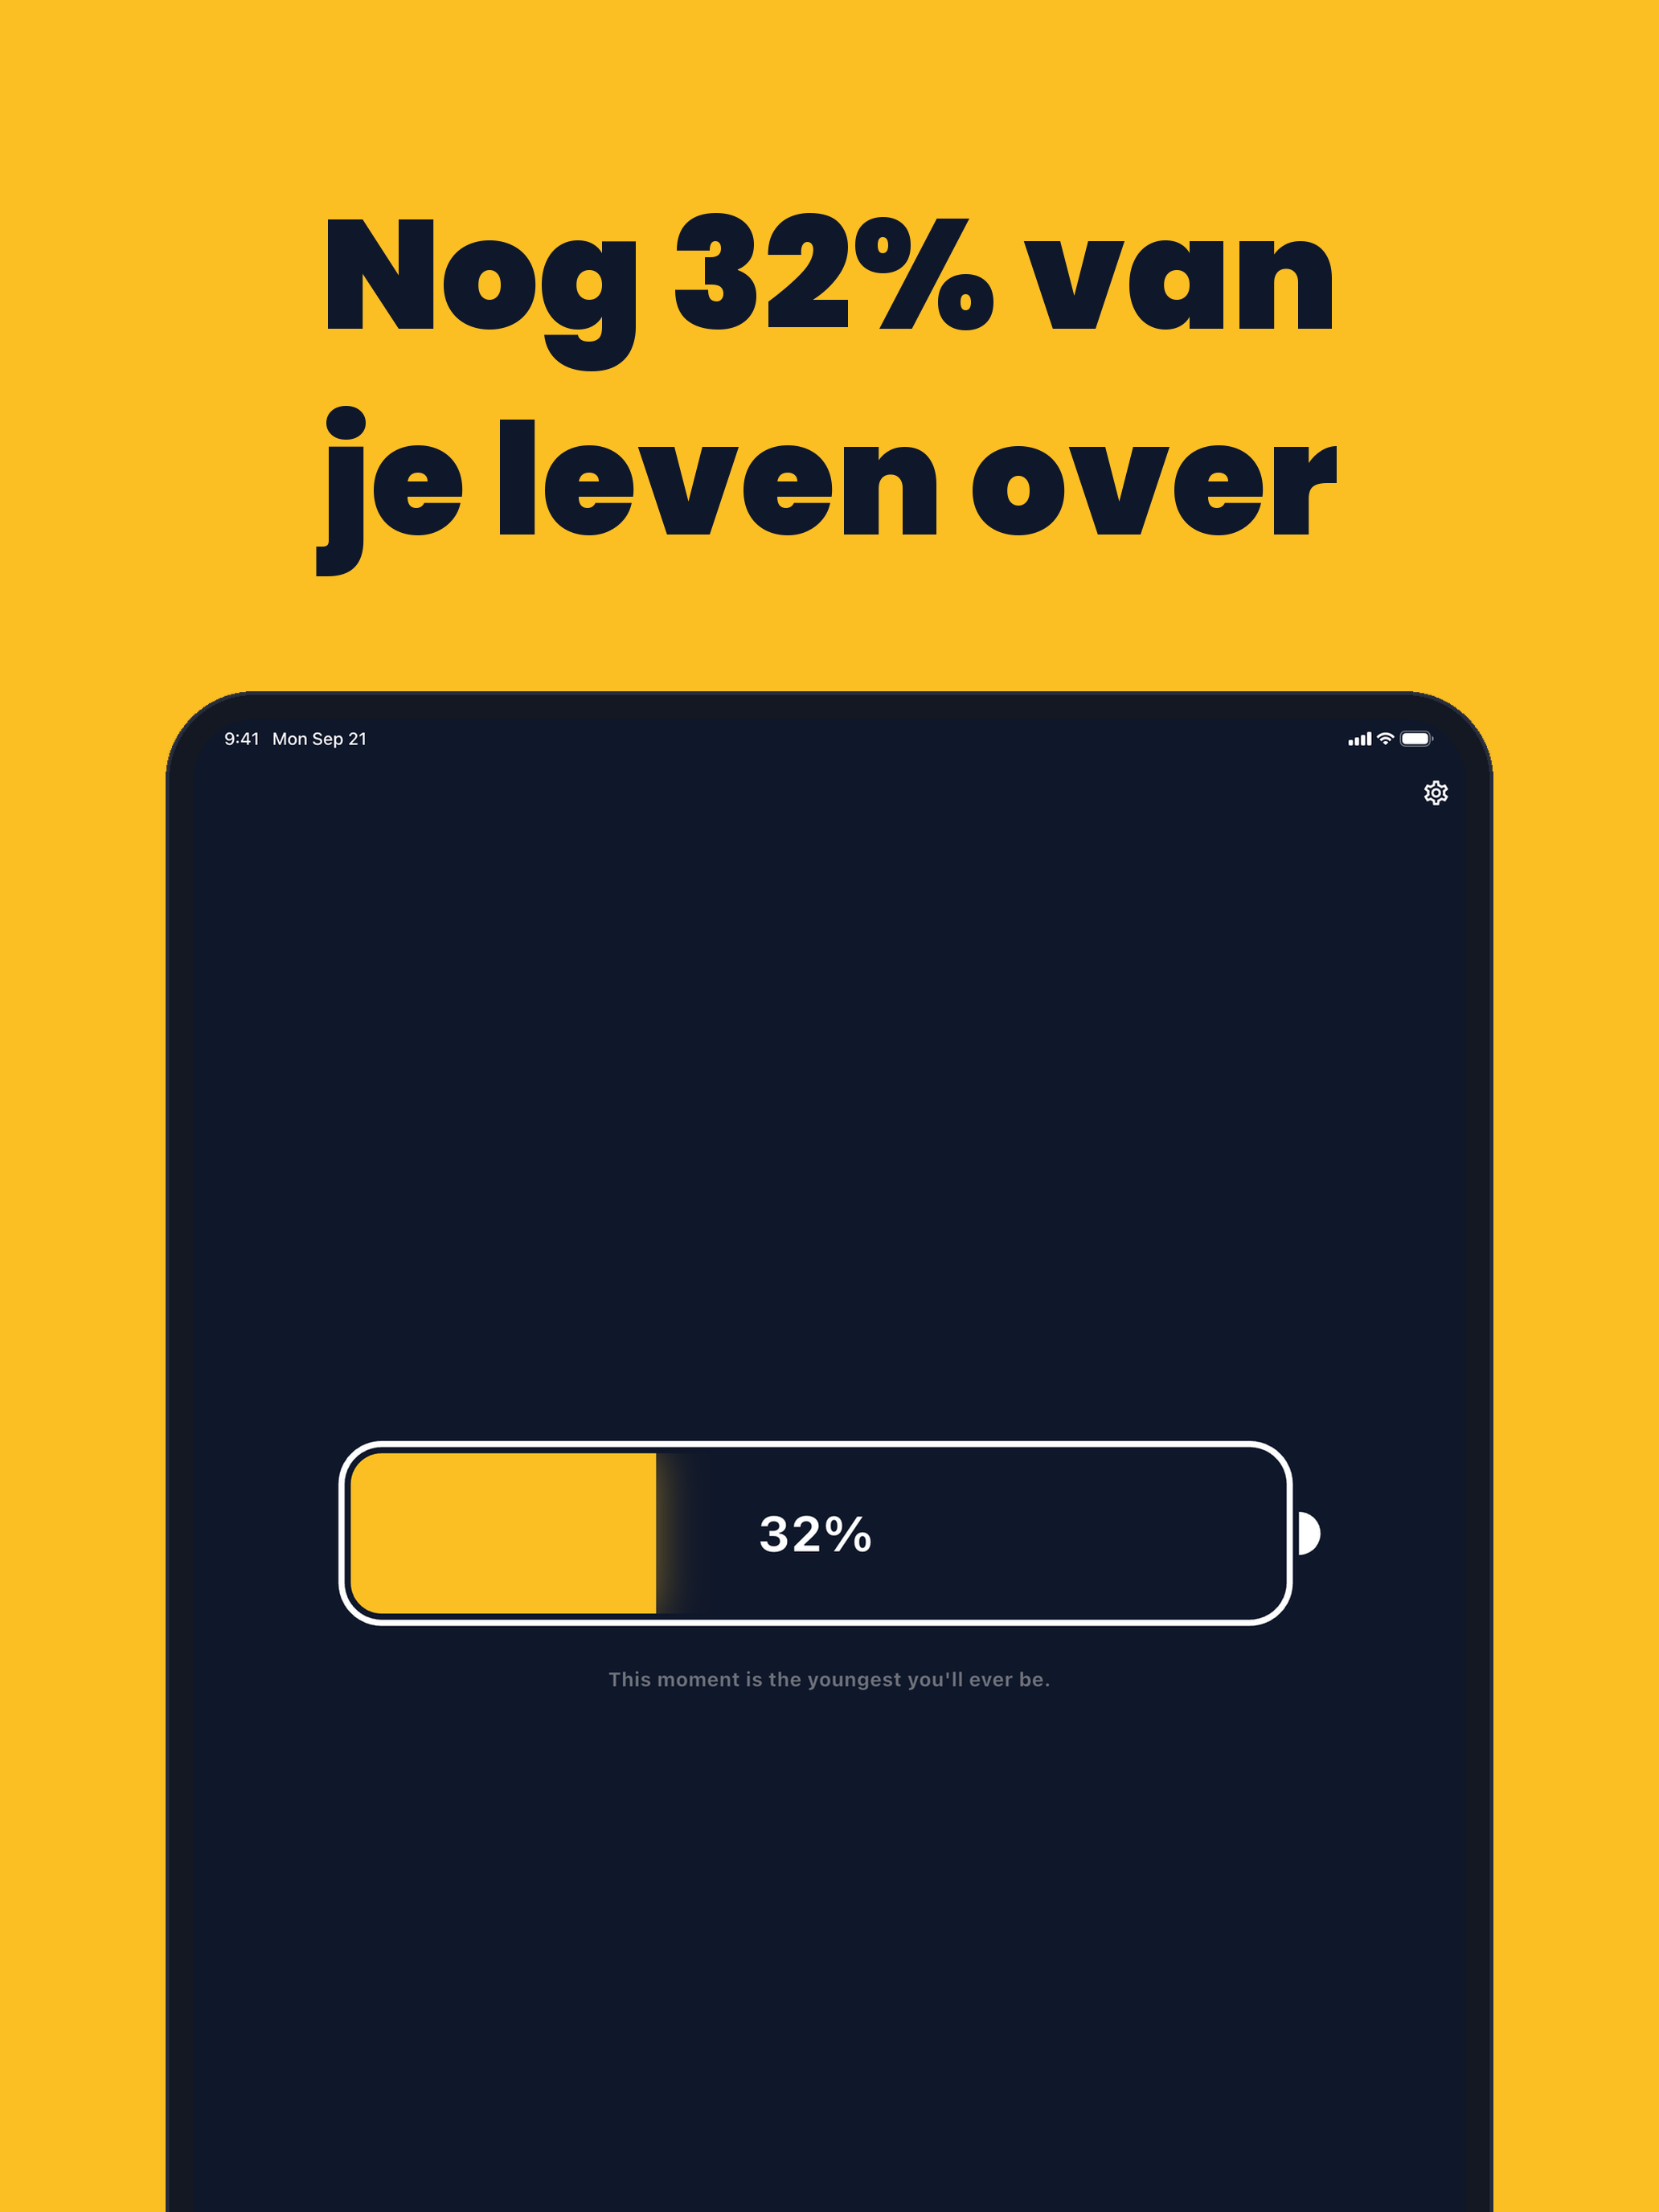 Nog 32% van
je leven over
9:41 Mon Sep 21
32%
This moment is the youngest you'll ever be.